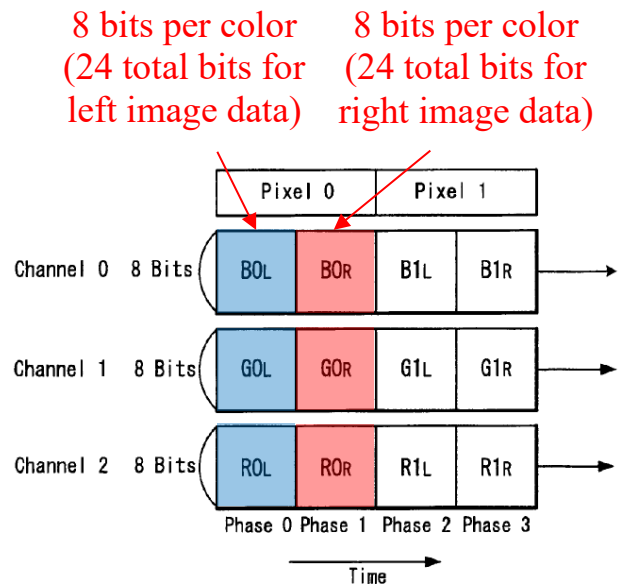 8 bits per color
(24 total bits for
left image data)
8 bits per color
(24 total bits for
right image data)
Pixel 0 Pixel 1
Channel 0 8 Bits B0L B0R B1L B1R
Channel 1 8 Bits G0L G0R G1L G1R
Channel 2 8 Bits R0L R0R R1L R1R
Phase 0 Phase 1 Phase 2 Phase 3
Time